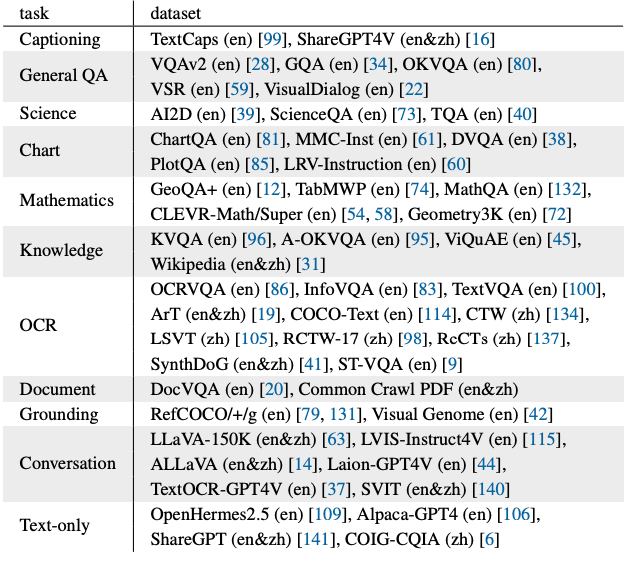 task dataset
Captioning TextCaps (en) [99], ShareGPT4V (en&zh) [16]
General QA VQAv2 (en) [28], GQA (en) [34], OKVQA (en) [80],
VSR (en) [59], VisualDialog (en) [22]
Science AI2D (en) [39], ScienceQA (en) [73], TQA (en) [40]
Chart ChartQA (en) [81], MMC-Inst (en) [61], DVQA (en) [38],
PlotQA (en) [85], LRV-Instruction (en) [60]
Mathematics GeoQA+ (en) [12], TabMWP (en) [74], MathQA (en) [132],
CLEVR-Math/Super (en) [54, 58], Geometry3K (en) [72]
Knowledge KVQA (en) [96], A-OKVQA (en) [95], ViQuAE (en) [45],
Wikipedia (en&zh) [31]
OCR OCRVQA (en) [86], InfoVQA (en) [83], TextVQA (en) [100],
ArT (en&zh) [19], COCO-Text (en) [114], CTW (zh) [134],
LSVT (zh) [105], RCTW-17 (zh) [98], RcCTs (zh) [137],
SynthDoG (en&zh) [41], ST-VQA (en) [9]
Document DocVQA (en) [20], Common Crawl PDF (en&zh)
Grounding RefCOCO/+/g (en) [79, 131], Visual Genome (en) [42]
Conversation LLaVA-150K (en&zh) [63], LVIS-Instruct4V (en) [115],
ALLaVA (en&zh) [14], Laion-GPT4V (en) [44],
TextOCR-GPT4V (en) [37], SVIT (en&zh) [140]
Text-only OpenHermes2.5 (en) [109], Alpaca-GPT4 (en) [106],
ShareGPT (en&zh) [141], COIG-CQIA (zh) [6]